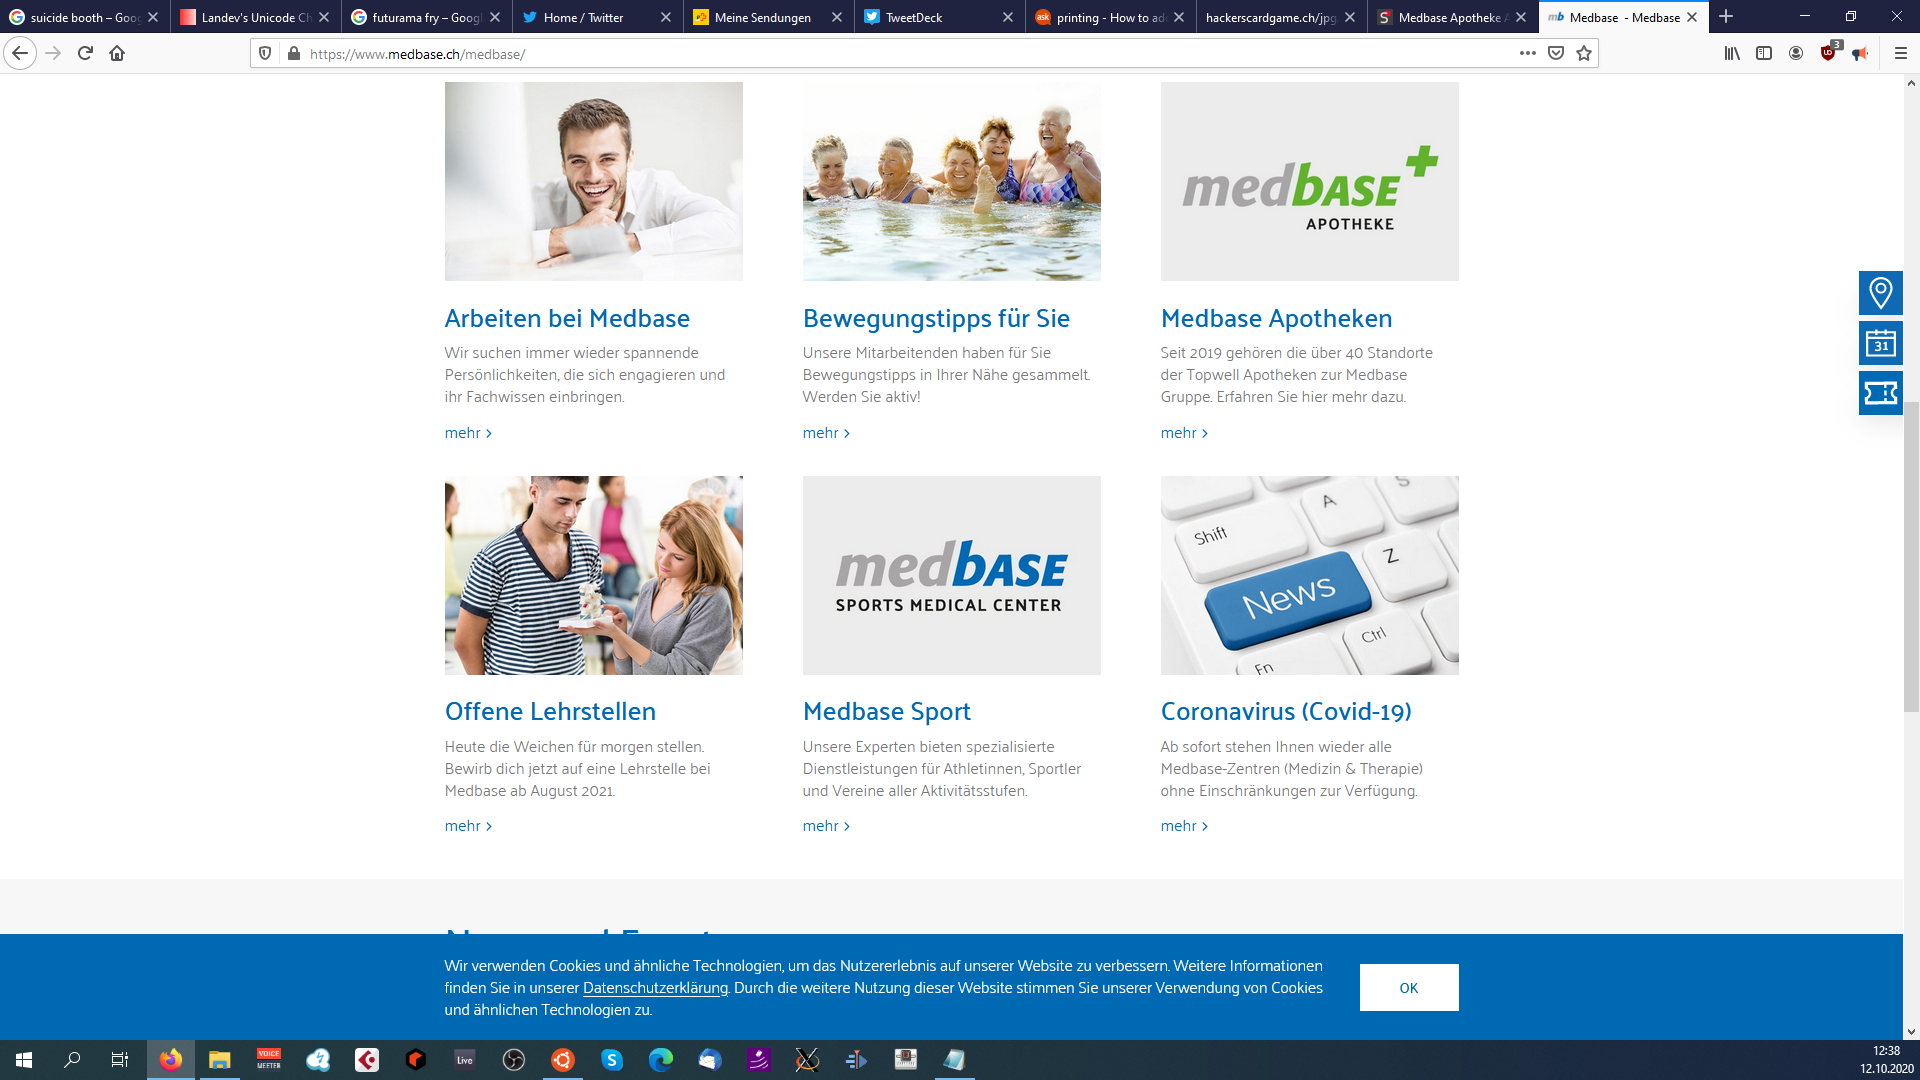 suicide booth – Goog
Landev's Unicode Ch
futurama fry – Googl
Home / Twitter
Meine Sendungen
TweetDeck
printing - How to ad
hackerscardgame.ch/jpg
Medbase Apotheke A
Medbase - Medbase
https://www.medbase.ch/medbase/
3
medbase
APOTHEKE
Arbeiten bei Medbase
Wir suchen immer wieder spannende
Persönlichkeiten, die sich engagieren und
ihr Fachwissen einbringen.
mehr >
Bewegungstipps für Sie
Unsere Mitarbeitenden haben für Sie
Bewegungstipps in Ihrer Nähe gesammelt.
Werden Sie aktiv!
mehr >
Medbase Apotheken
Seit 2019 gehören die über 40 Standorte
der Topwell Apotheken zur Medbase
Gruppe. Erfahren Sie hier mehr dazu.
mehr >
31
medbase
SPORTS MEDICAL CENTER
A
S
Shift
Z
News
Ctrl
Fn
Offene Lehrstellen
Heute die Weichen für morgen stellen.
Bewirb dich jetzt auf eine Lehrstelle bei
Medbase ab August 2021.
mehr >
Medbase Sport
Unsere Experten bieten spezialisierte
Dienstleistungen für Athletinnen, Sportler
und Vereine aller Aktivitätsstufen.
mehr >
Coronavirus (Covid-19)
Ab sofort stehen Ihnen wieder alle
Medbase-Zentren (Medizin & Therapie)
ohne Einschränkungen zur Verfügung.
mehr >
Wir verwenden Cookies und ähnliche Technologien, um das Nutzererlebnis auf unserer Website zu verbessern. Weitere Informationen
finden Sie in unserer Datenschutzerklärung. Durch die weitere Nutzung dieser Website stimmen Sie unserer Verwendung von Cookies
und ähnlichen Technologien zu.
OK
VOICE
MEETER
Live
12:38
12.10.2020